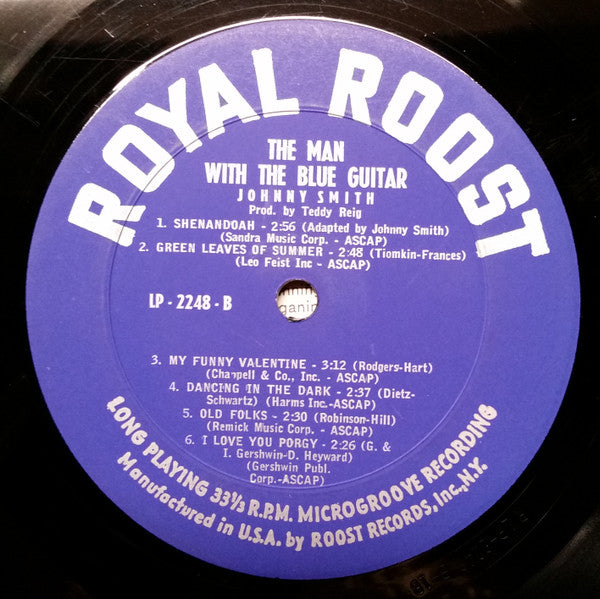 ROYAL ROOST
THE MAN
WITH THE BLUE GUITAR
JOHNNY SMITH
Prod. by Teddy Reig
1. SHENANDOAH - 2:56 (Adapted by Johnny Smith)
(Sandra Music Corp. - ASCAP)
2. GREEN LEAVES OF SUMMER - 2:48 (Tiomkin-Frances)
(Leo Feist Inc - ASCAP)
LP - 2248 - B
3. MY FUNNY VALENTINE - 3:12 (Rodgers-Hart)
(Chappell & Co., Inc. - ASCAP)
4. DANCING IN THE DARK - 2:37 (Dietz-
Schwartz) (Harms Inc.-ASCAP)
5. OLD FOLKS - 2:30 (Robinson-Hill)
(Remick Music Corp. - ASCAP)
6. I LOVE YOU PORGY - 2:26 (G. &
I. Gershwin-D. Heyward)
(Gershwin Publ.
Corp.-ASCAP)
LONG PLAYING 33⅓ R.P.M. MICROGROOVE RECORDING
Manufactured in U.S.A. by ROOST RECORDS, Inc., N.Y.